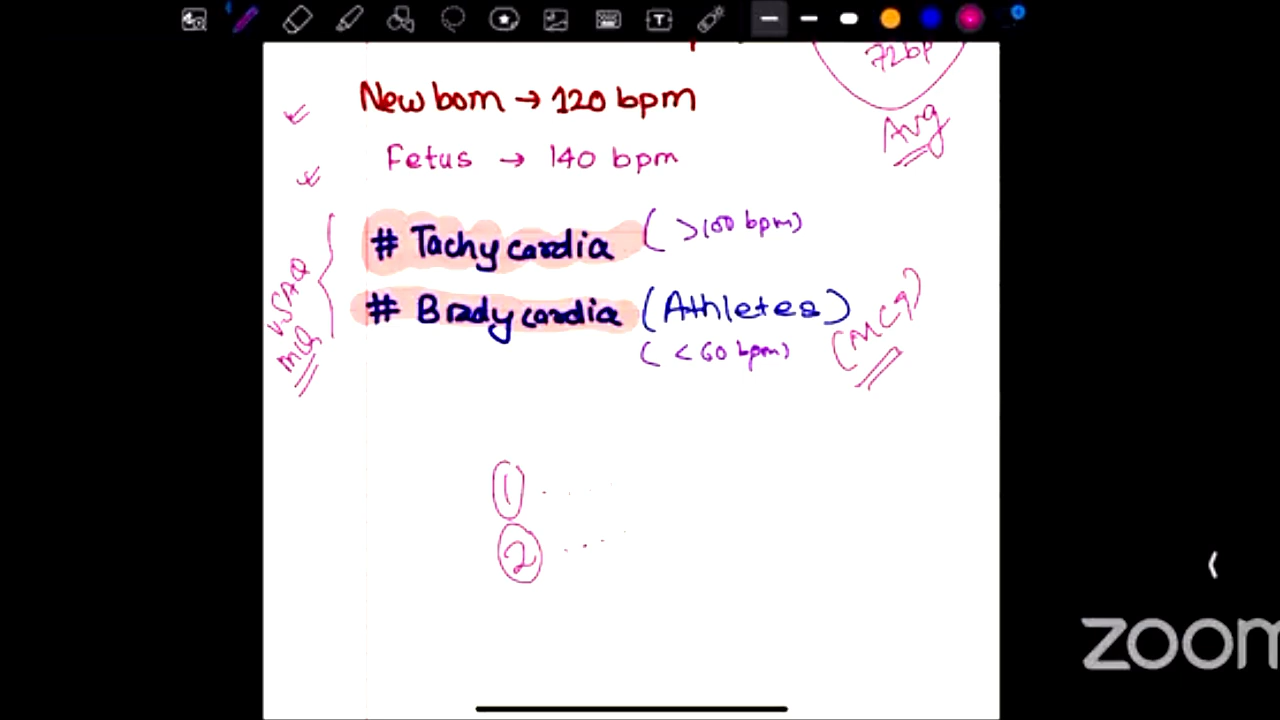 72bp
Avg
New born → 120 bpm
Fetus → 140 bpm
# Tachycardia ( >100 bpm)
# Bradycardia (Athletes)
( < 60 bpm)
(MCQ)
VSAQ
MCQ
1
2
zoom